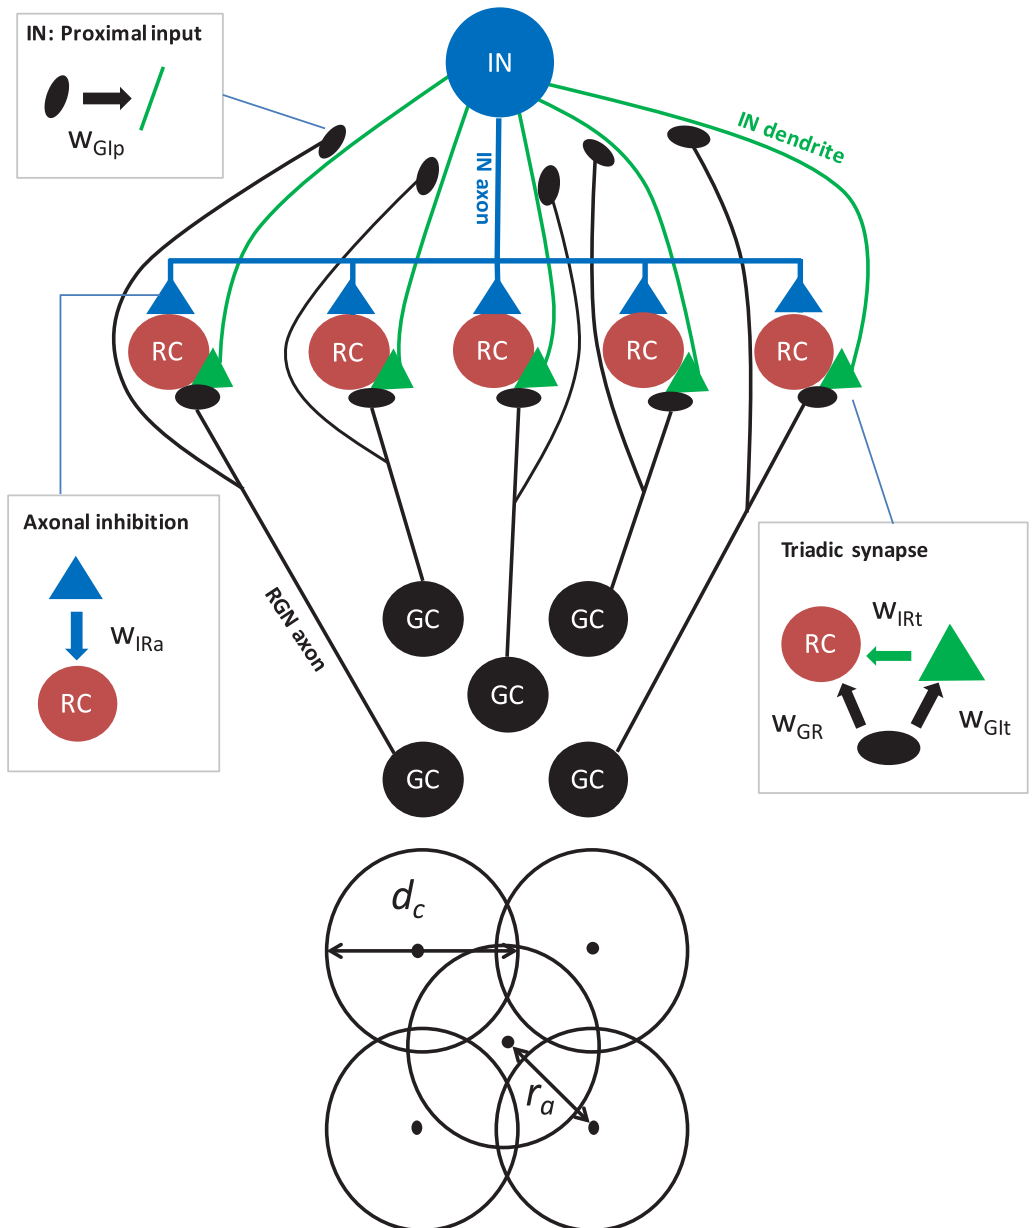 IN: Proximal input
w_GIp
IN
IN dendrite
IN axon
RC
RC
RC
RC
RC
Axonal inhibition
w_IRa
RC
RGN axon
GC
GC
GC
GC
GC
Triadic synapse
w_IRt
RC
w_GR
w_GIt
d_c
r_a